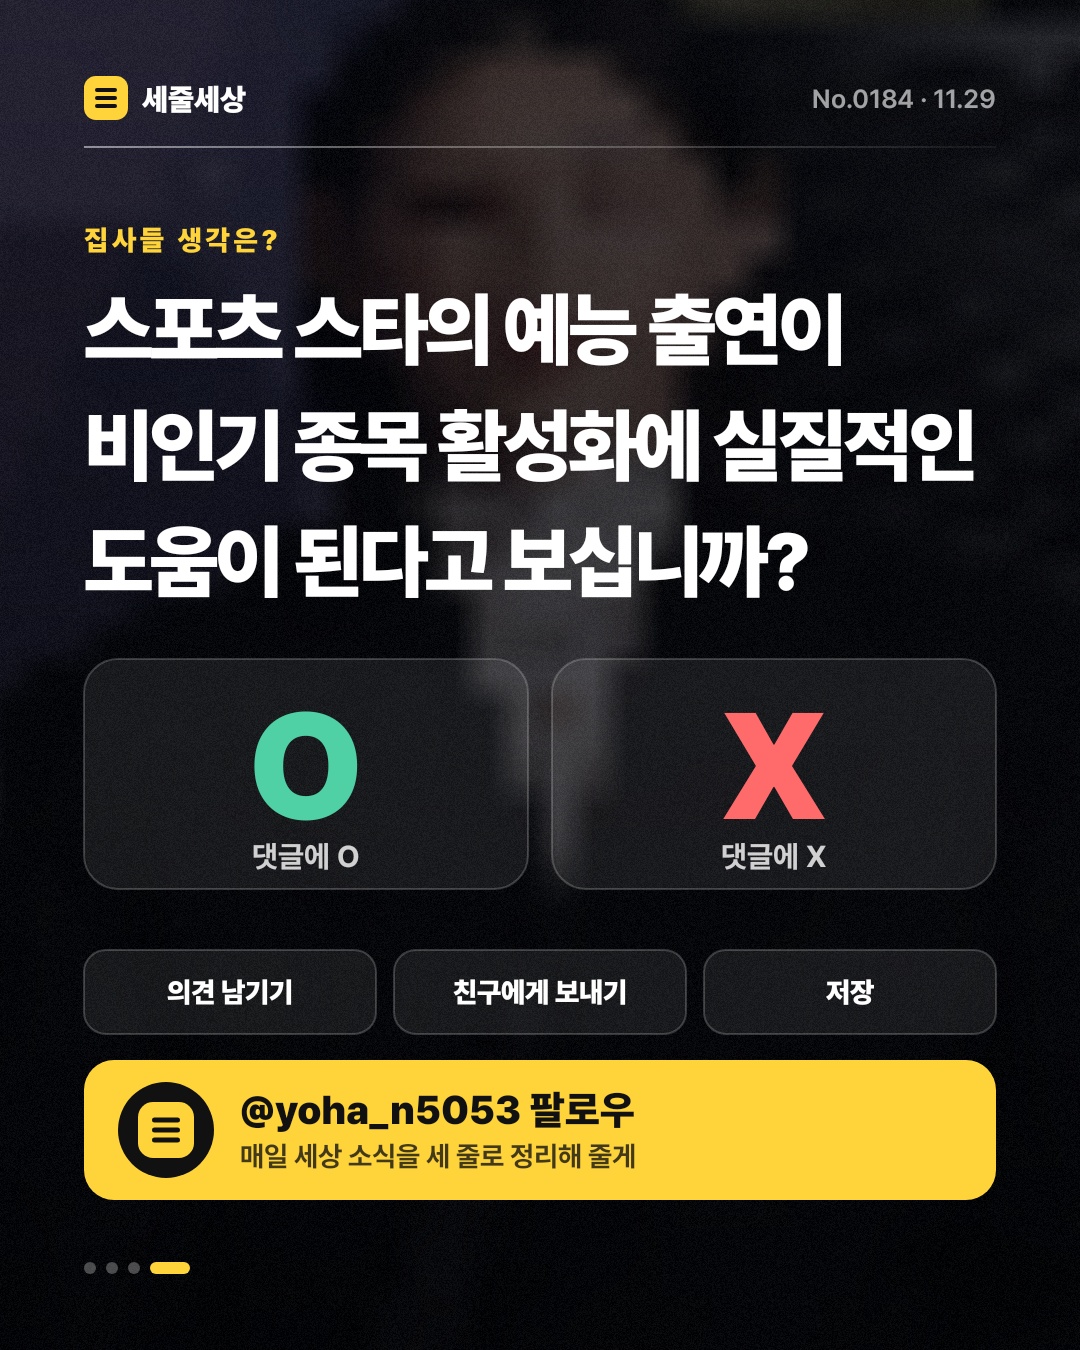 세줄세상
No.0184 · 11.29
집사들 생각은?
스포츠 스타의 예능 출연이
비인기 종목 활성화에 실질적인
도움이 된다고 보십니까?
O
X
댓글에 O
댓글에 X
의견 남기기
친구에게 보내기
저장
@yoha_n5053 팔로우
매일 세상 소식을 세 줄로 정리해 줄게